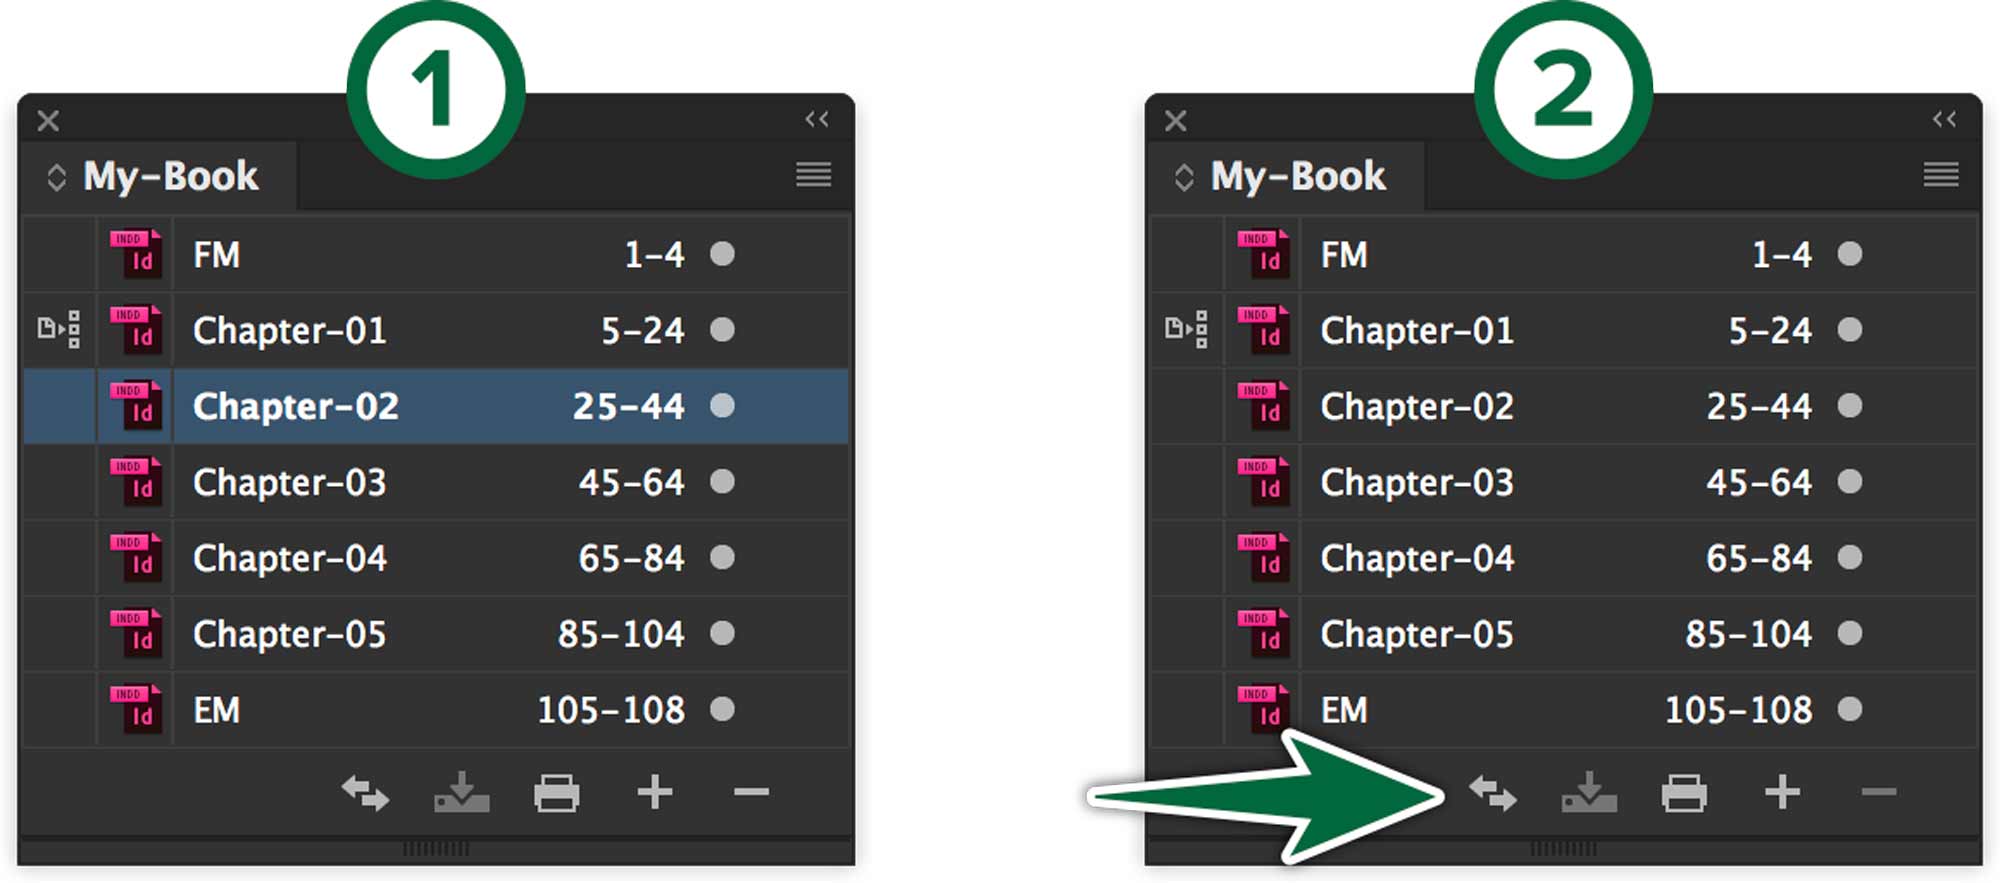 1
My-Book
INDD Id FM 1-4
INDD Id Chapter-01 5-24
INDD Id Chapter-02 25-44
INDD Id Chapter-03 45-64
INDD Id Chapter-04 65-84
INDD Id Chapter-05 85-104
INDD Id EM 105-108
2
My-Book
INDD Id FM 1-4
INDD Id Chapter-01 5-24
INDD Id Chapter-02 25-44
INDD Id Chapter-03 45-64
INDD Id Chapter-04 65-84
INDD Id Chapter-05 85-104
INDD Id EM 105-108